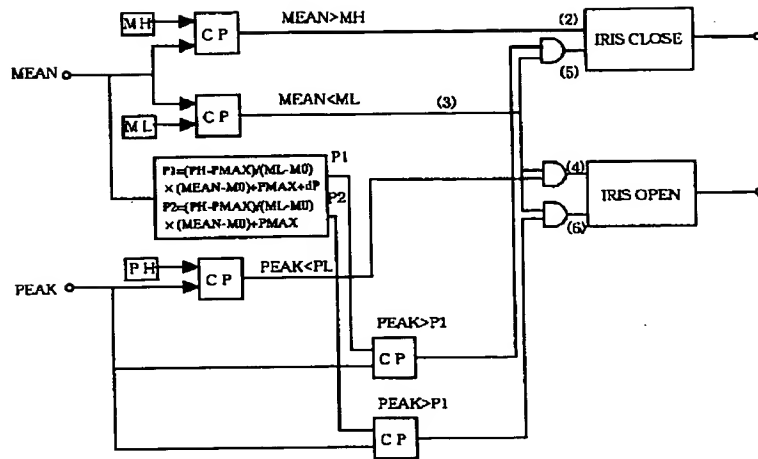 MH
CP
MEAN>MH
(2)
IRIS CLOSE
(5)
MEAN
CP
MEAN<ML
(3)
ML
P1
P1=(PH-PMAX)/(ML-M0)
×(MEAN-M0)+PMAX+dP
P2=(PH-PMAX)/(ML-M0)
×(MEAN-M0)+PMAX
P2
(4)
IRIS OPEN
(6)
PH
CP
PEAK<PL
PEAK
PEAK>P1
CP
PEAK>P1
CP